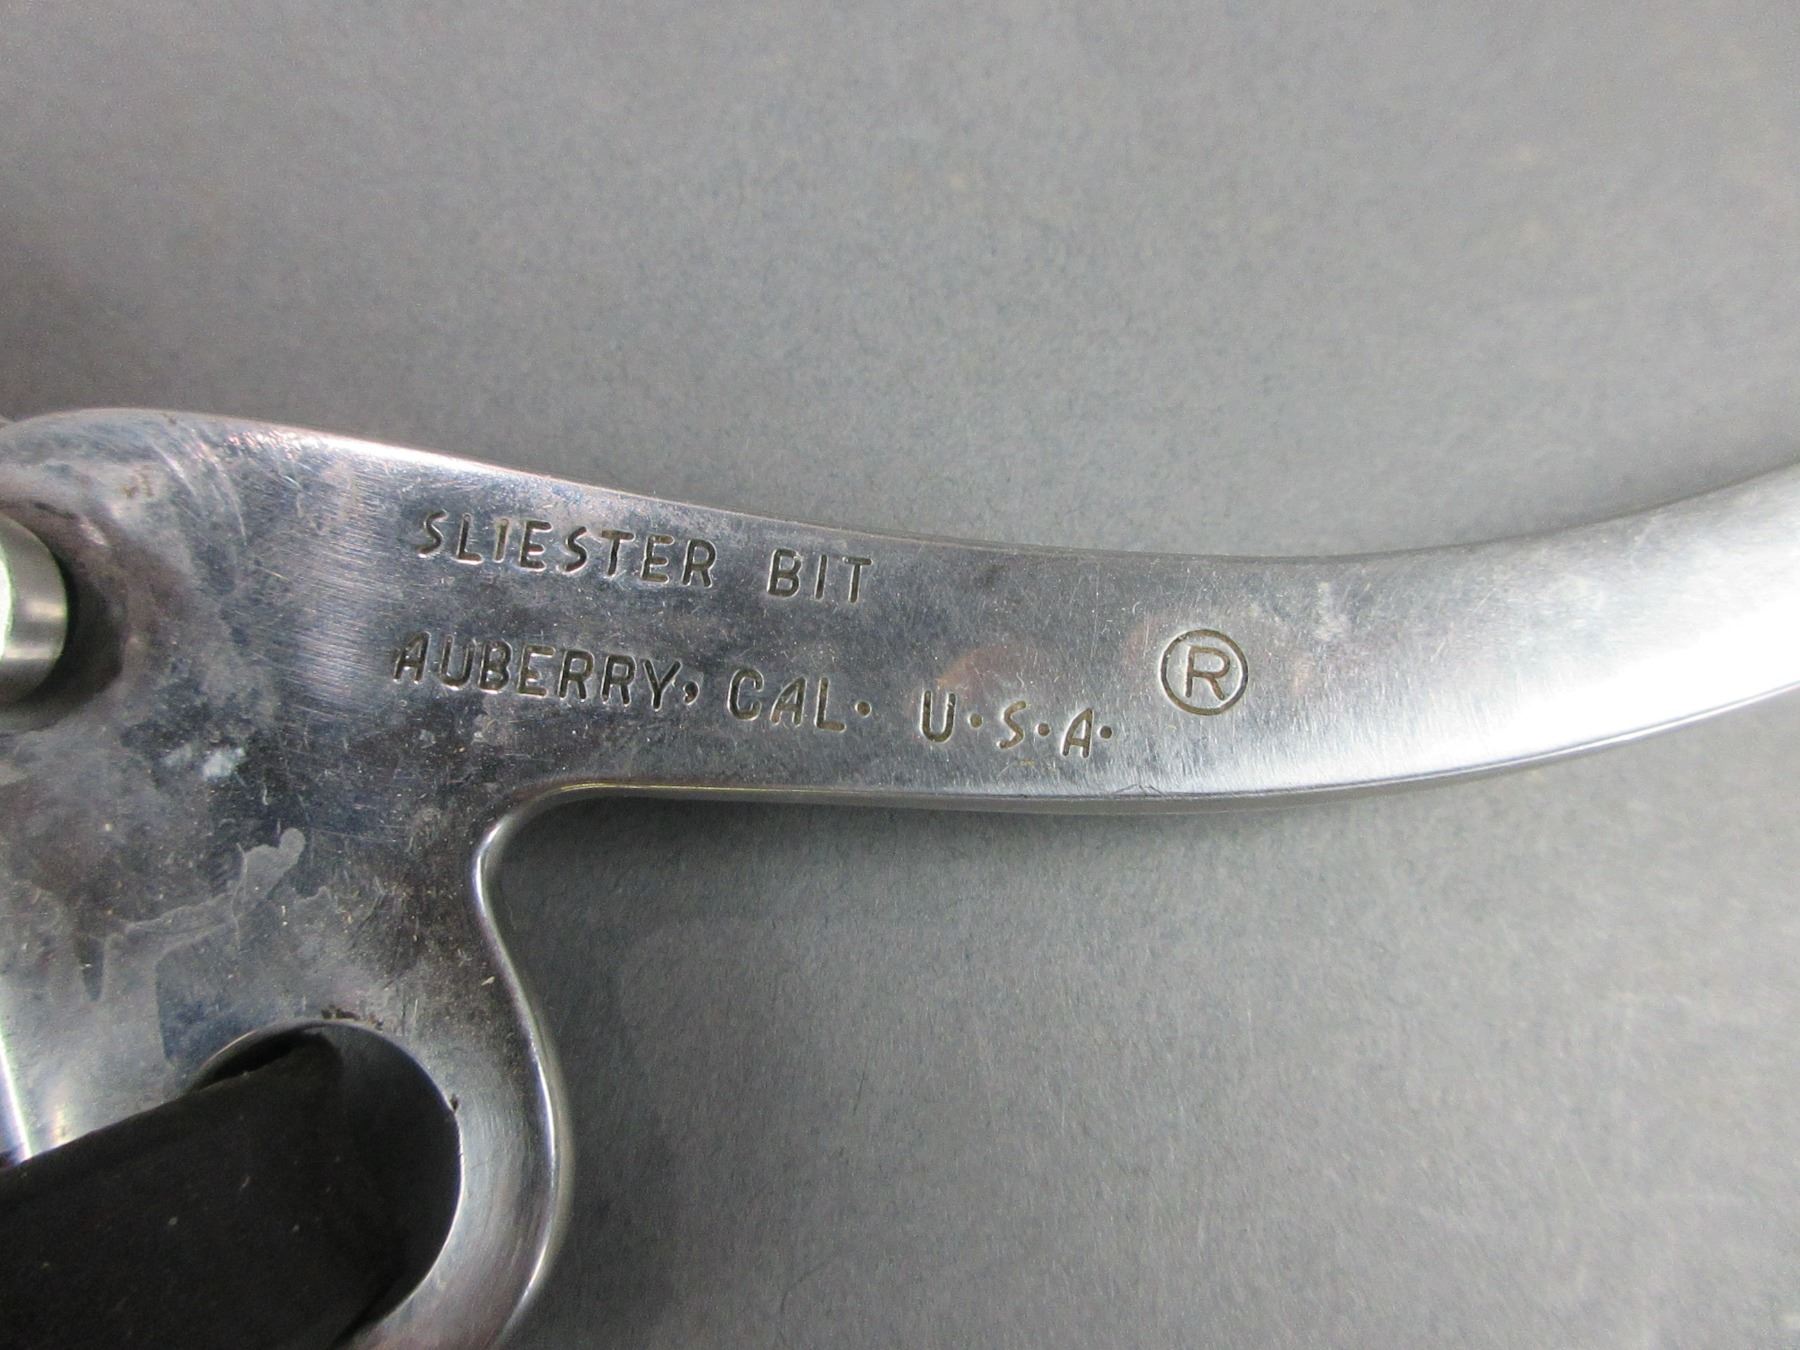 SLIESTER BIT
AUBERRY, CAL. U.S.A. ®